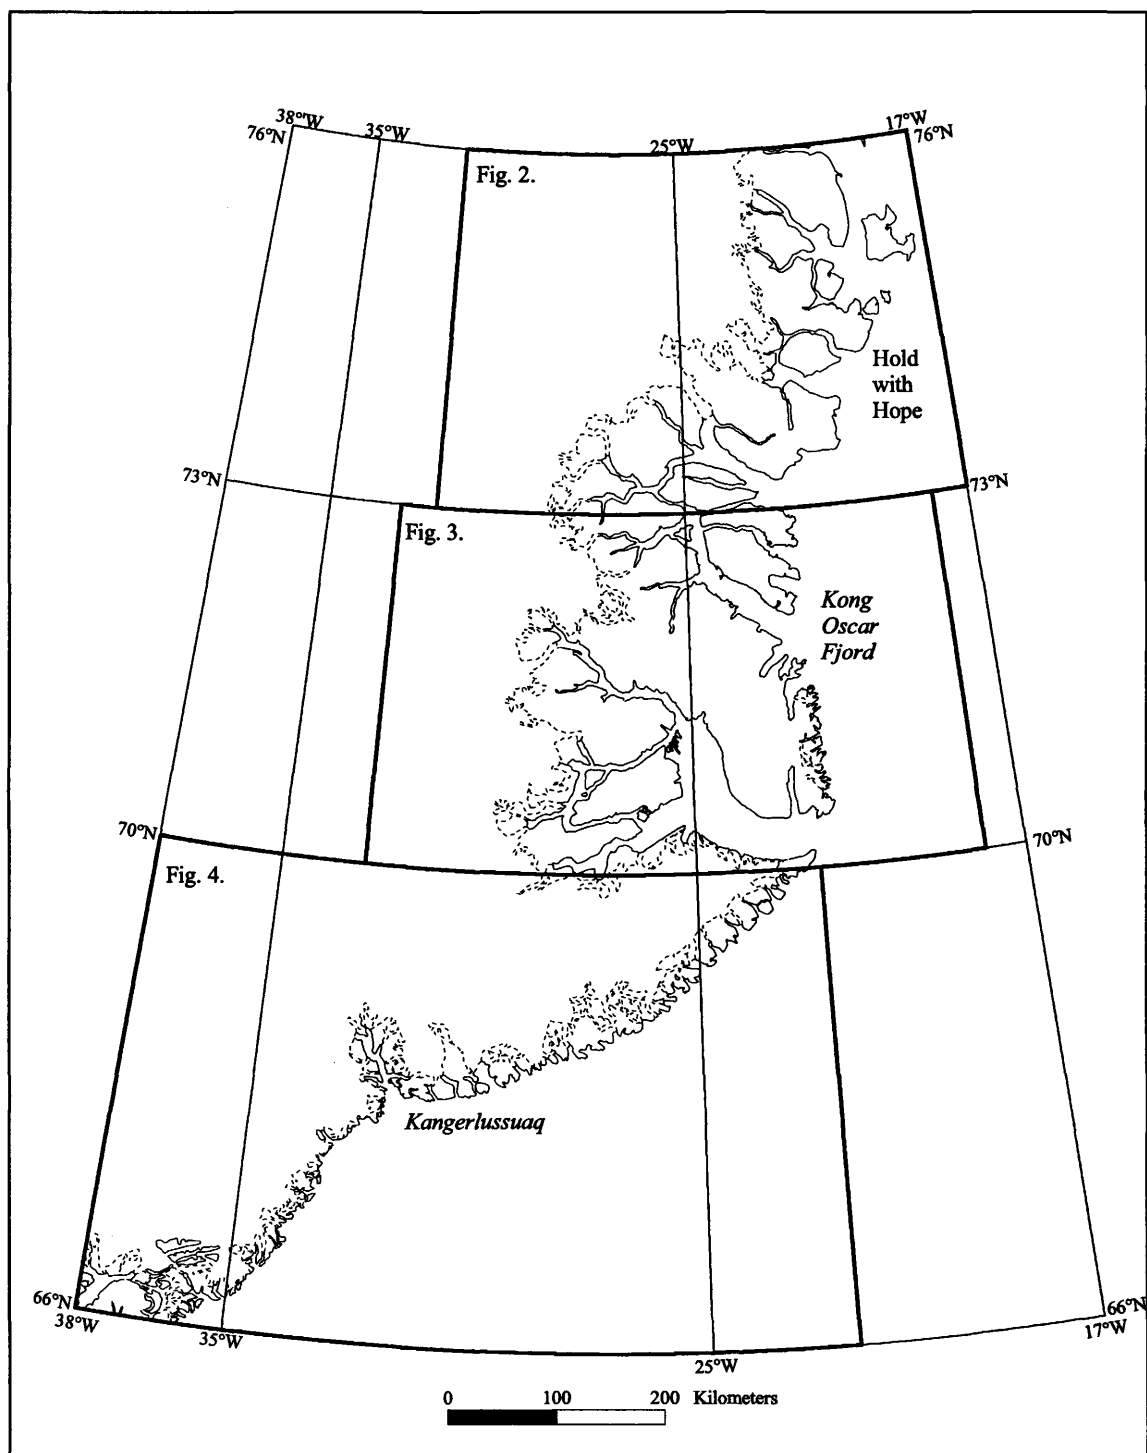 38°W
35°W
76°N
25°W
17°W
76°N
Fig. 2.
Hold
with
Hope
73°N
73°N
Fig. 3.
Kong
Oscar
Fjord
70°N
70°N
Fig. 4.
Kangerlussuaq
66°N
38°W
35°W
25°W
66°N
17°W
0 100 200 Kilometers